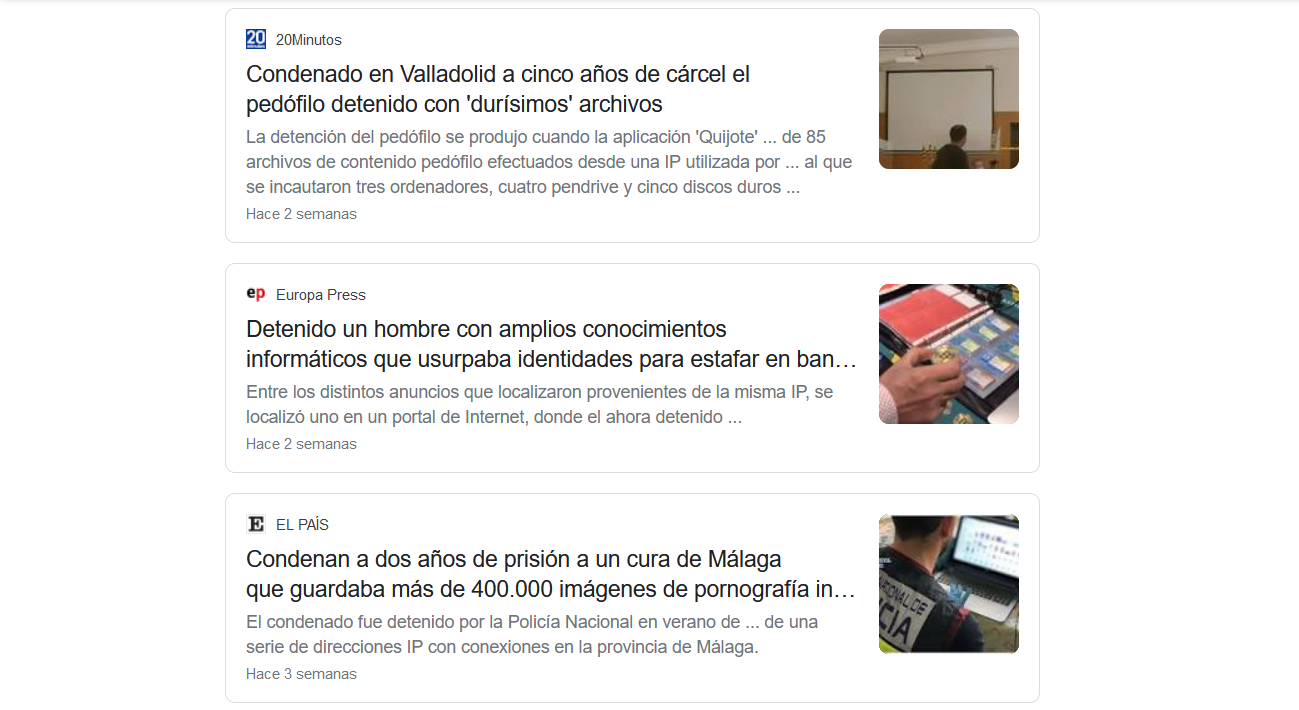 20Minutos
Condenado en Valladolid a cinco años de cárcel el
pedófilo detenido con 'durísimos' archivos
La detención del pedófilo se produjo cuando la aplicación 'Quijote' ... de 85
archivos de contenido pedófilo efectuados desde una IP utilizada por ... al que
se incautaron tres ordenadores, cuatro pendrive y cinco discos duros ...
Hace 2 semanas
ep
Europa Press
Detenido un hombre con amplios conocimientos
informáticos que usurpaba identidades para estafar en ban...
Entre los distintos anuncios que localizaron provenientes de la misma IP, se
localizó uno en un portal de Internet, donde el ahora detenido ...
Hace 2 semanas
E
EL PAÍS
Condenan a dos años de prisión a un cura de Málaga
que guardaba más de 400.000 imágenes de pornografía in...
El condenado fue detenido por la Policía Nacional en verano de ... de una
serie de direcciones IP con conexiones en la provincia de Málaga.
Hace 3 semanas